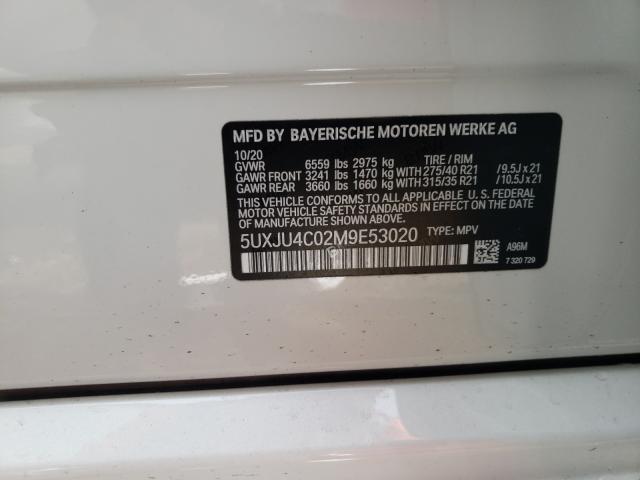 MFD BY BAYERISCHE MOTOREN WERKE AG
10/20
GVWR 6559 lbs 2975 kg TIRE / RIM
GAWR FRONT 3241 lbs 1470 kg WITH 275/40 R21 / 9.5J x 21
GAWR REAR 3660 lbs 1660 kg WITH 315/35 R21 / 10.5J x 21
THIS VEHICLE CONFORMS TO ALL APPLICABLE U.S. FEDERAL
MOTOR VEHICLE SAFETY STANDARDS IN EFFECT ON THE
DATE OF MANUFACTURE SHOWN ABOVE.
5UXJU4C02M9E53020 TYPE: MPV
A96M
7 320 729